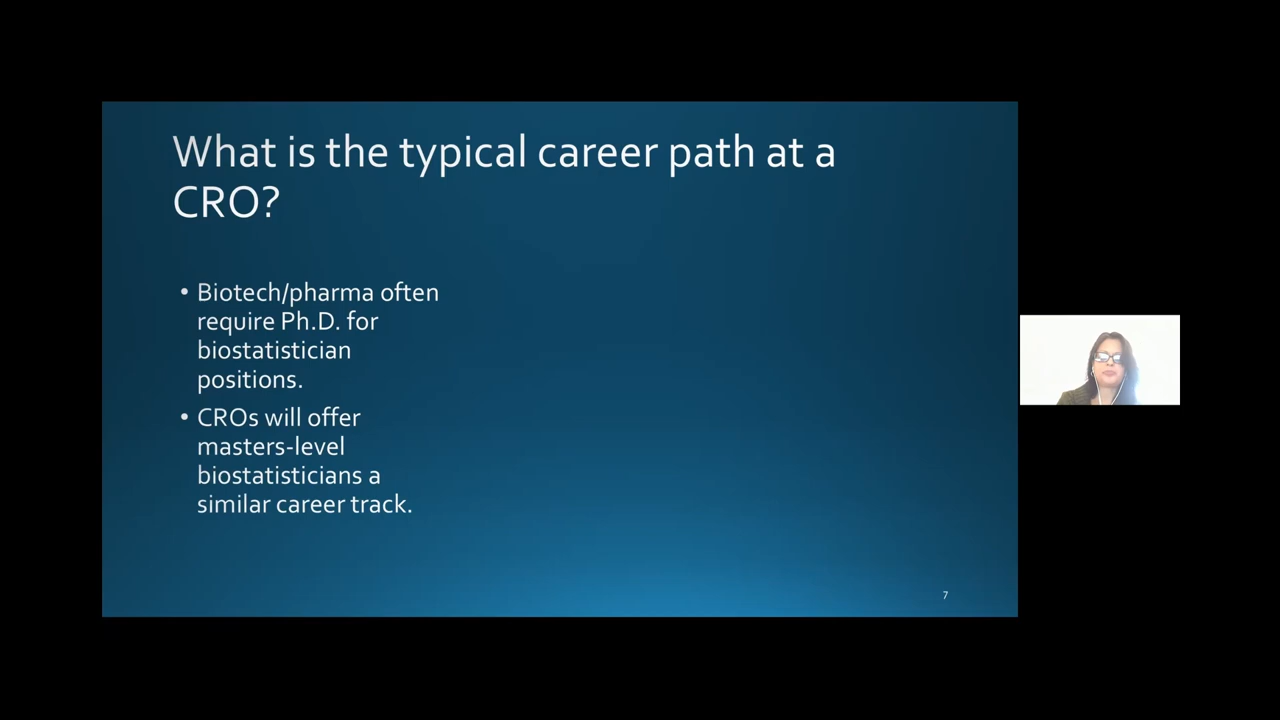 What is the typical career path at a
CRO?
• Biotech/pharma often
require Ph.D. for
biostatistician
positions.
• CROs will offer
masters-level
biostatisticians a
similar career track.
7